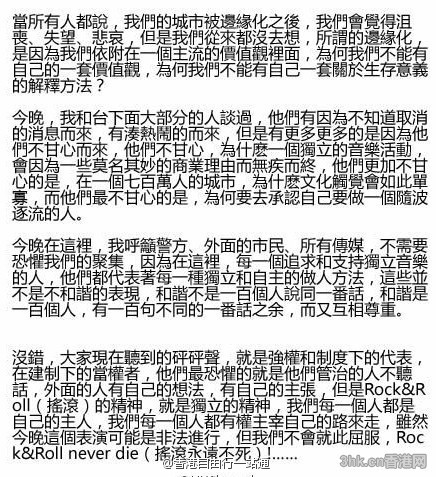 當所有人都說，我們的城市被邊緣化之後，我們會覺得沮
喪、失望、悲哀，但是我們從來都沒去想，所謂的邊緣化，
是因為我們依附在一個主流的價值觀裡面，為何我們不能有
自己的一套價值觀，為何我們不能有自己一套關於生存意義
的解釋方法？
今晚，我和台下面大部分的人談過，他們有因為不知道取消
的消息而來，有湊熱鬧的而來，但是有更多更多的是因為他
們不甘心而來，他們不甘心，為什麼一個獨立的音樂活動，
會因為一些莫名其妙的商業理由而無疾而終，他們更加不甘
心的是，在一個七百萬人的城市，為什麼文化觸覺會如此單
寡，而他們最不甘心的是，為何要去承認自己要做一個隨波
逐流的人。
今晚在這裡，我呼籲警方、外面的市民、所有傳媒，不需要
恐懼我們的聚集，因為在這裡，每一個追求和支持獨立音樂
的人，他們都代表著每一種獨立和自主的做人方法，這些並
不是不和諧的表現，和諧不是一百個人說同一番話，和諧是
一百個人，有一百句不同的一番話之余，而又互相尊重。
沒錯，大家現在聽到的砰砰聲，就是強權和制度下的代表，
在建制下的當權者，他們最恐懼的就是他們管治的人不聽
話，外面的人有自己的想法，有自己的主張，但是Rock&R
oll（搖滾）的精神，就是獨立的精神，我們每一個人都是
自己的主人，我們每一個人都有權主宰自己的路來走，雖然
今晚這個表演可能是非法進行，但我們不會就此屈服，Roc
k&Roll never die（搖滾永遠不死）!......
@香港自由行一站通
3hk.cn香港网